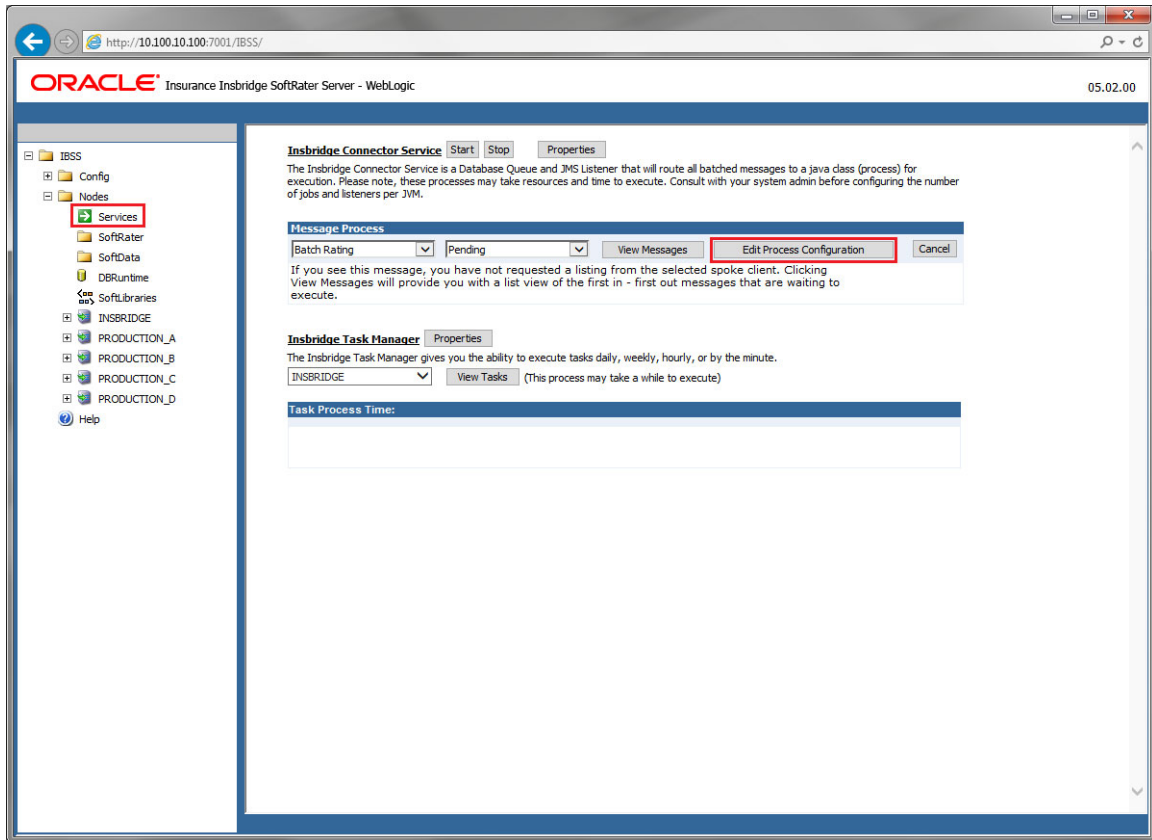 http://10.100.10.100:7001/IBSS/
ORACLE Insurance Insbridge SoftRater Server - WebLogic
05.02.00
IBSS
Config
Nodes
Services
SoftRater
SoftData
DBRuntime
SoftLibraries
INSBRIDGE
PRODUCTION_A
PRODUCTION_B
PRODUCTION_C
PRODUCTION_D
Help
Insbridge Connector Service Start Stop Properties
The Insbridge Connector Service is a Database Queue and JMS Listener that will route all batched messages to a java class (process) for
execution. Please note, these processes may take resources and time to execute. Consult with your system admin before configuring the number
of jobs and listeners per JVM.
Message Process
Batch Rating Pending View Messages Edit Process Configuration Cancel
If you see this message, you have not requested a listing from the selected spoke client. Clicking
View Messages will provide you with a list view of the first in - first out messages that are waiting to
execute.
Insbridge Task Manager Properties
The Insbridge Task Manager gives you the ability to execute tasks daily, weekly, hourly, or by the minute.
INSBRIDGE View Tasks (This process may take a while to execute)
Task Process Time: